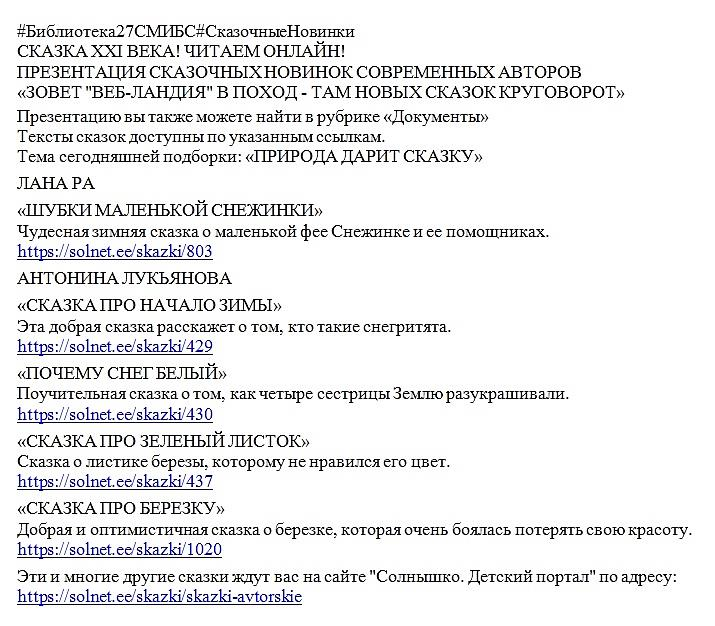 #Библиотека27СМИБС#СказочныеНовинки
СКАЗКА XXI ВЕКА! ЧИТАЕМ ОНЛАЙН!
ПРЕЗЕНТАЦИЯ СКАЗОЧНЫХ НОВИНОК СОВРЕМЕННЫХ АВТОРОВ
«ЗОВЕТ "ВЕБ-ЛАНДИЯ" В ПОХОД - ТАМ НОВЫХ СКАЗОК КРУГОВОРОТ»
Презентацию вы также можете найти в рубрике «Документы»
Тексты сказок доступны по указанным ссылкам.
Тема сегодняшней подборки: «ПРИРОДА ДАРИТ СКАЗКУ»
ЛАНА РА
«ШУБКИ МАЛЕНЬКОЙ СНЕЖИНКИ»
Чудесная зимняя сказка о маленькой фее Снежинке и ее помощниках.
https://solnet.ee/skazki/803
АНТОНИНА ЛУКЬЯНОВА
«СКАЗКА ПРО НАЧАЛО ЗИМЫ»
Эта добрая сказка расскажет о том, кто такие снегритята.
https://solnet.ee/skazki/429
«ПОЧЕМУ СНЕГ БЕЛЫЙ»
Поучительная сказка о том, как четыре сестрицы Землю разукрашивали.
https://solnet.ee/skazki/430
«СКАЗКА ПРО ЗЕЛЕНЫЙ ЛИСТОК»
Сказка о листике березы, которому не нравился его цвет.
https://solnet.ee/skazki/437
«СКАЗКА ПРО БЕРЕЗКУ»
Добрая и оптимистичная сказка о березке, которая очень боялась потерять свою красоту.
https://solnet.ee/skazki/1020
Эти и многие другие сказки ждут вас на сайте "Солнышко. Детский портал" по адресу:
https://solnet.ee/skazki/skazki-avtorskie